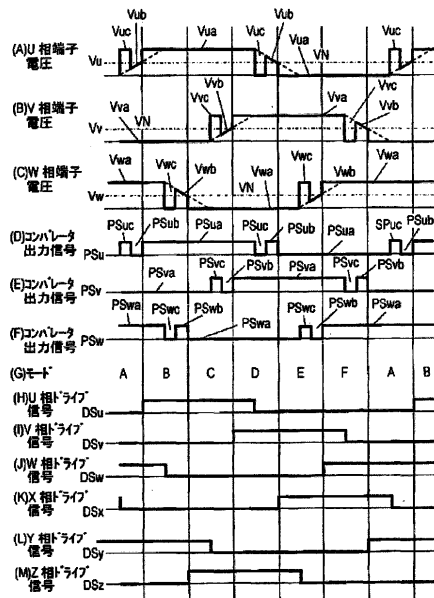 Vuc Vub Vua Vuc Vub VN Vuc Vub
(A)U 相端子
電圧 Vu
Vva VN Vvc Vvb Vva Vvc Vvb
(B)V 相端子
電圧 Vv
Vwa Vwc Vwb VN Vwa Vwc Vwb Vwa
(C)W 相端子
電圧 Vw
PSuc PSub PSua PSuc PSub PSua SPuc PSub
(D)コンパレータ
出力信号 PSu
PSva PSvc PSvb PSva PSvc PSvb
(E)コンパレータ
出力信号 PSv
PSwa PSwc PSwb PSwa PSwc PSwb PSwa
(F)コンパレータ
出力信号 PSw
(G)モード A B C D E F A B
(H)U 相ドライブ
信号 DSu
(I)V 相ドライブ
信号 DSv
(J)W 相ドライブ
信号 DSw
(K)X 相ドライブ
信号 DSx
(L)Y 相ドライブ
信号 DSy
(M)Z 相ドライブ
信号 DSz